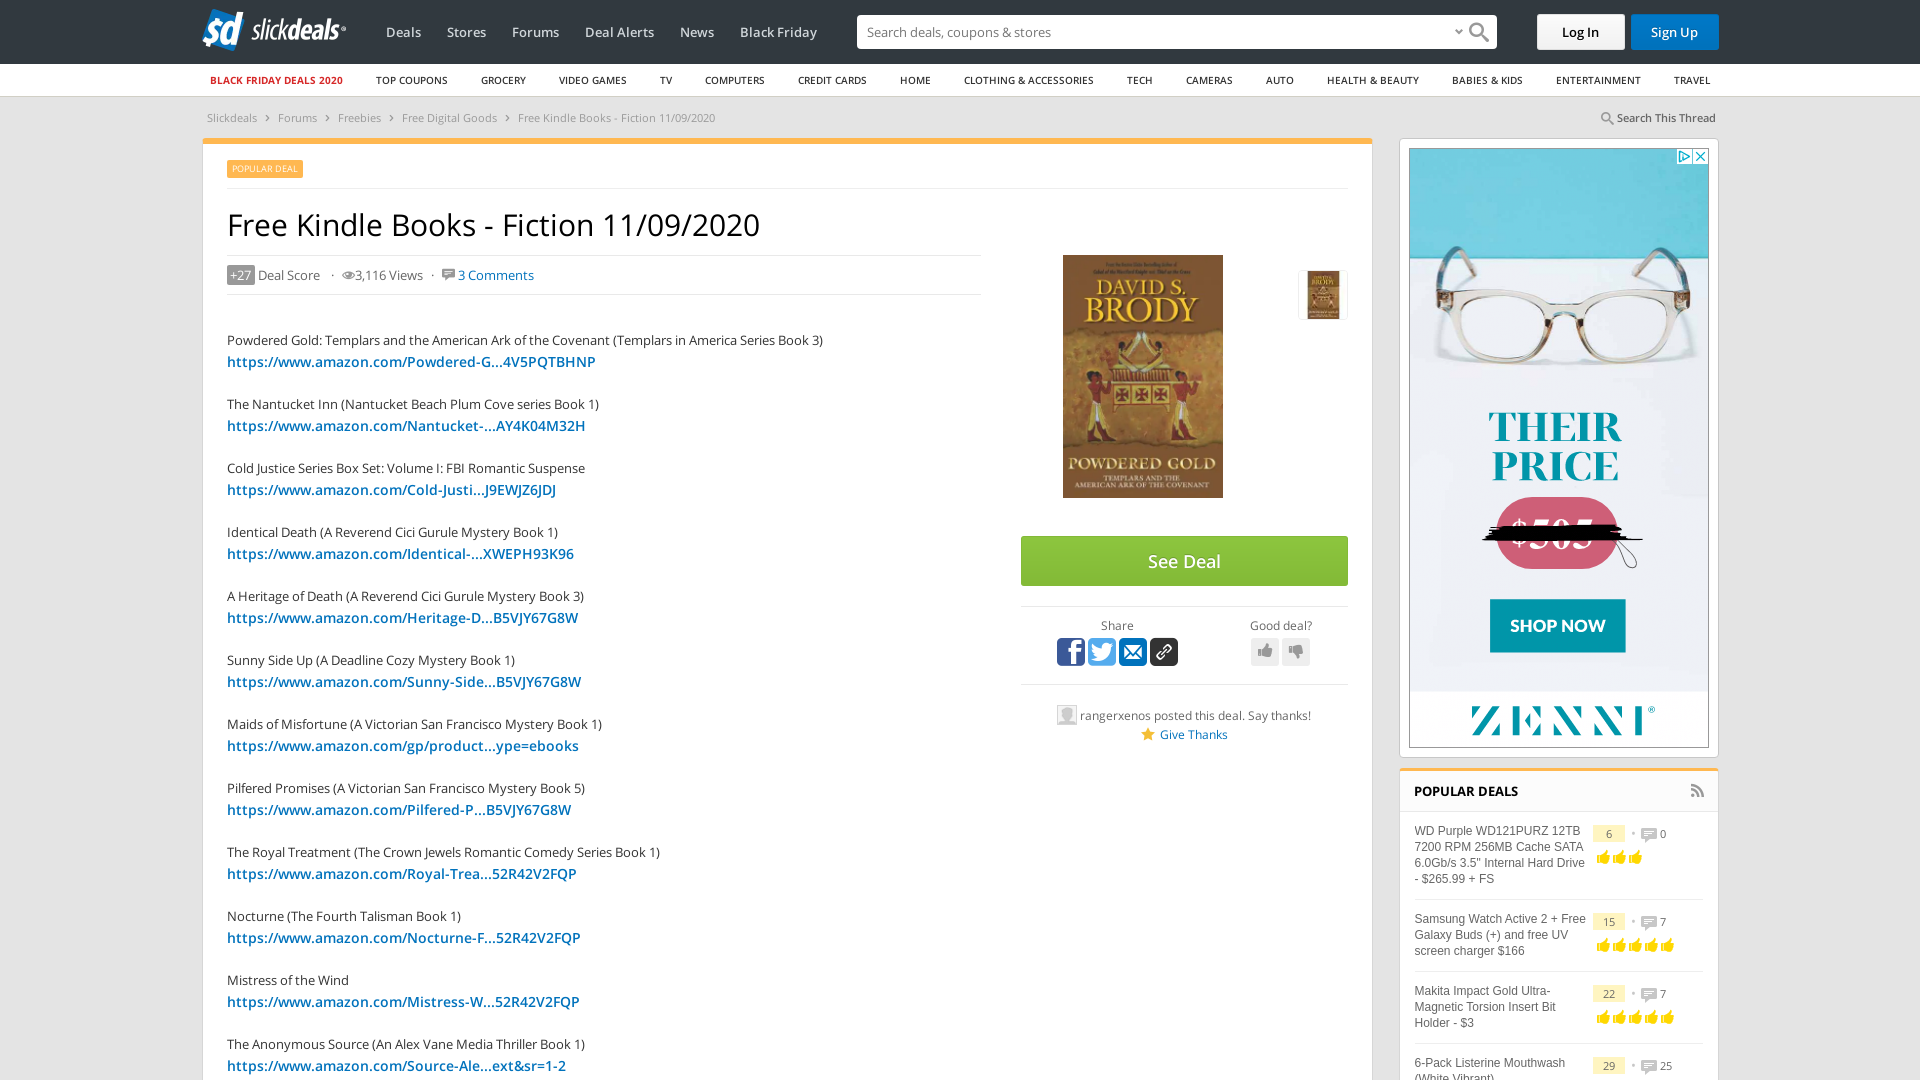 slickdeals
Deals
Stores
Forums
Deal Alerts
News
Black Friday
Search deals, coupons & shopping
Log In
Sign Up
BLACK FRIDAY DEALS 2020
TOP COUPONS
GROCERY
VIDEO GAMES
TV
COMPUTERS
CREDIT CARDS
HOME
CLOTHING & ACCESSORIES
TECH
CAMERAS
AUTO
HEALTH & BEAUTY
BABIES & KIDS
ENTERTAINMENT
TRAVEL
Slickdeals › Forums › Freebies › Free Digital Goods › Free Kindle Books - Fiction 11/09/2020
Search This Thread
POPULAR DEAL
Free Kindle Books - Fiction 11/09/2020
+27 Deal Score · 3,116 Views · 3 Comments
Powdered Gold: Templars and the American Ark of the Covenant (Templars in America Series Book 3)
https://www.amazon.com/Powdered-G...4V5PQTBHNP
The Nantucket Inn (Nantucket Beach Plum Cove series Book 1)
https://www.amazon.com/Nantucket-...AY4K04M32H
Cold Justice Series Box Set: Volume I: FBI Romantic Suspense
https://www.amazon.com/Cold-Justi...J9EWJZ6JDJ
Identical Death (A Reverend Cici Gurule Mystery Book 1)
https://www.amazon.com/Identical-...XWEPH93K96
A Heritage of Death (A Reverend Cici Gurule Mystery Book 3)
https://www.amazon.com/Heritage-D...B5VJY67G8W
Sunny Side Up (A Deadline Cozy Mystery Book 1)
https://www.amazon.com/Sunny-Side...B5VJY67G8W
Maids of Misfortune (A Victorian San Francisco Mystery Book 1)
https://www.amazon.com/gp/product...ype=ebooks
Pilfered Promises (A Victorian San Francisco Mystery Book 5)
https://www.amazon.com/Pilfered-P...B5VJY67G8W
The Royal Treatment (The Crown Jewels Romantic Comedy Series Book 1)
https://www.amazon.com/Royal-Trea...52R42V2FQP
Nocturne (The Fourth Talisman Book 1)
https://www.amazon.com/Nocturne-F...52R42V2FQP
Mistress of the Wind
https://www.amazon.com/Mistress-W...52R42V2FQP
The Anonymous Source (An Alex Vane Media Thriller Book 1)
https://www.amazon.com/Source-Ale...ext&sr=1-2
DAVID S.
BRODY
POWDERED GOLD
TEMPLARS AND THE
AMERICAN ARK OF THE COVENANT
See Deal
Share
Good deal?
rangerxenos posted this deal. Say thanks!
Give Thanks
THEIR
PRICE
SHOP NOW
ZENNI®
POPULAR DEALS
WD Purple WD121PURZ 12TB
7200 RPM 256MB Cache SATA
6.0Gb/s 3.5" Internal Hard Drive
- $265.99 + FS
6 · 0
Samsung Watch Active 2 + Free
Galaxy Buds (+) and free UV
screen charger $166
15 · 7
Makita Impact Gold Ultra-
Magnetic Torsion Insert Bit
Holder - $3
22 · 7
6-Pack Listerine Mouthwash
(White Vibrant)
29 · 25